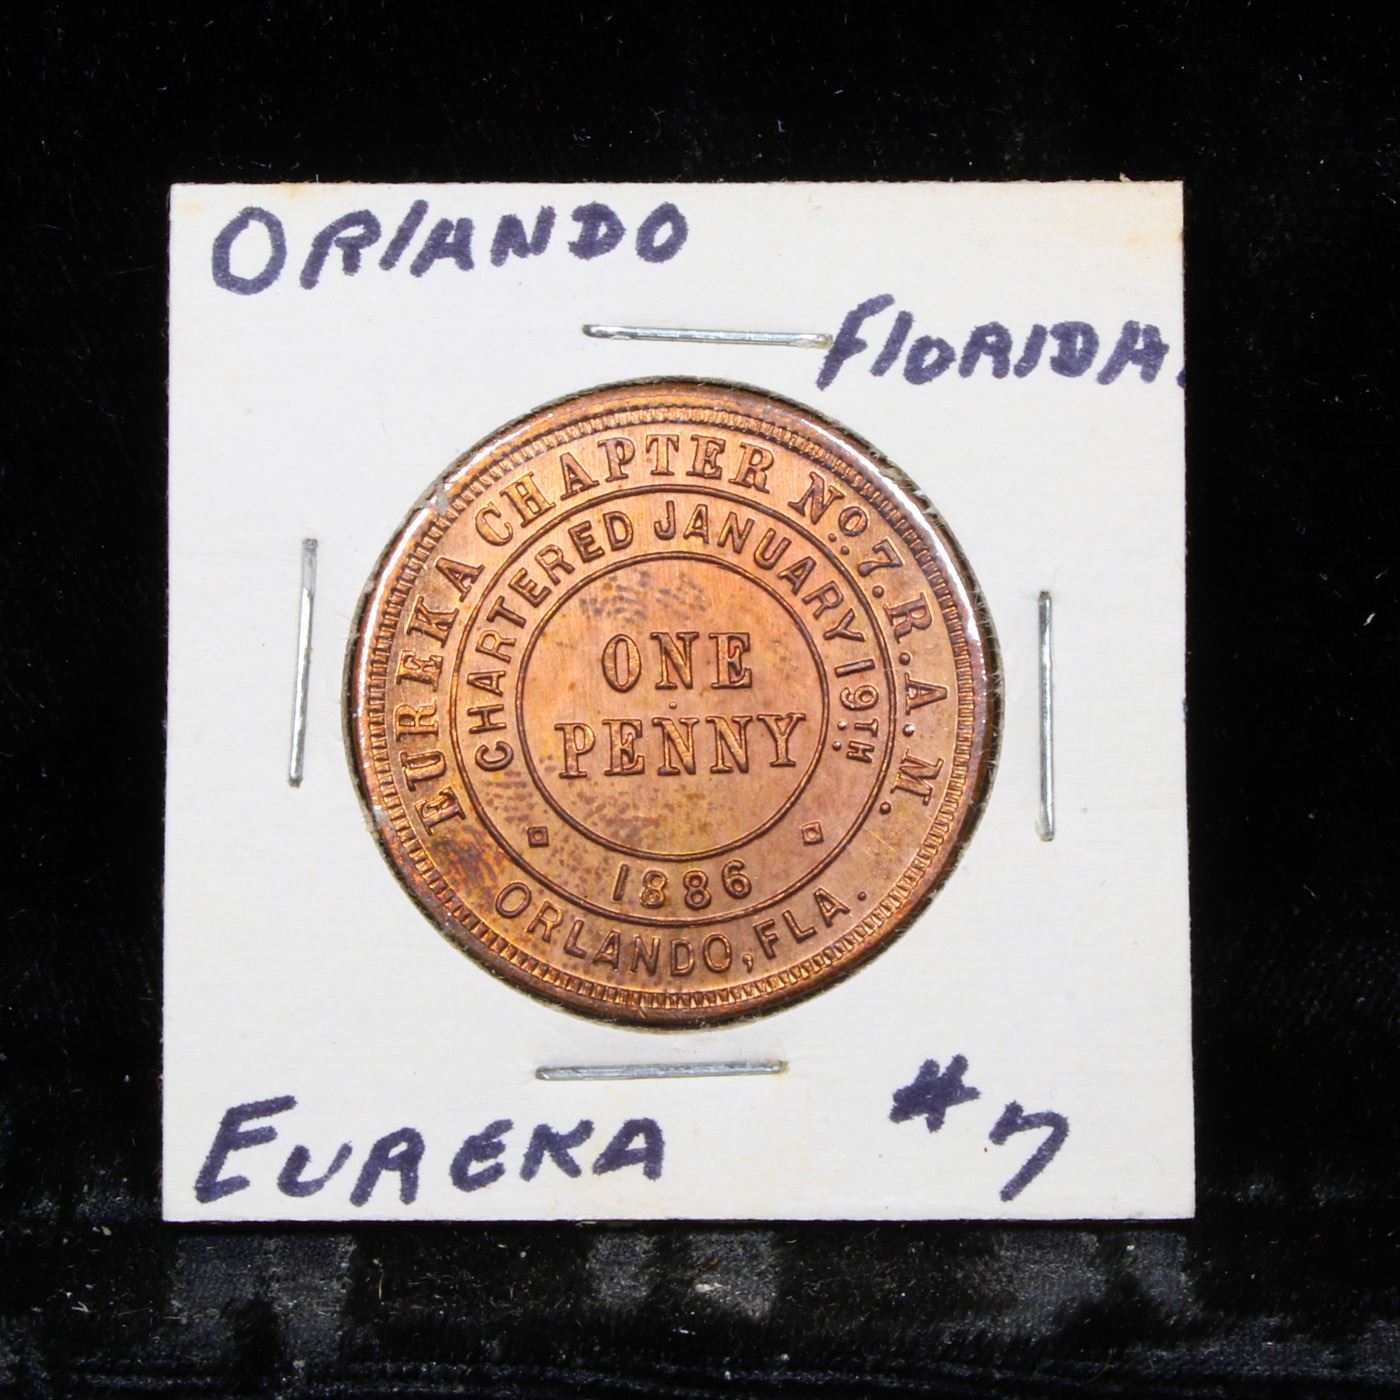 ORlANDO
FlORIDA.
EUREKA CHAPTER No. 7. R. A. M.
CHARTERED JANUARY 19TH
ONE
PENNY
1886
ORLANDO, FLA.
EUREKA #7